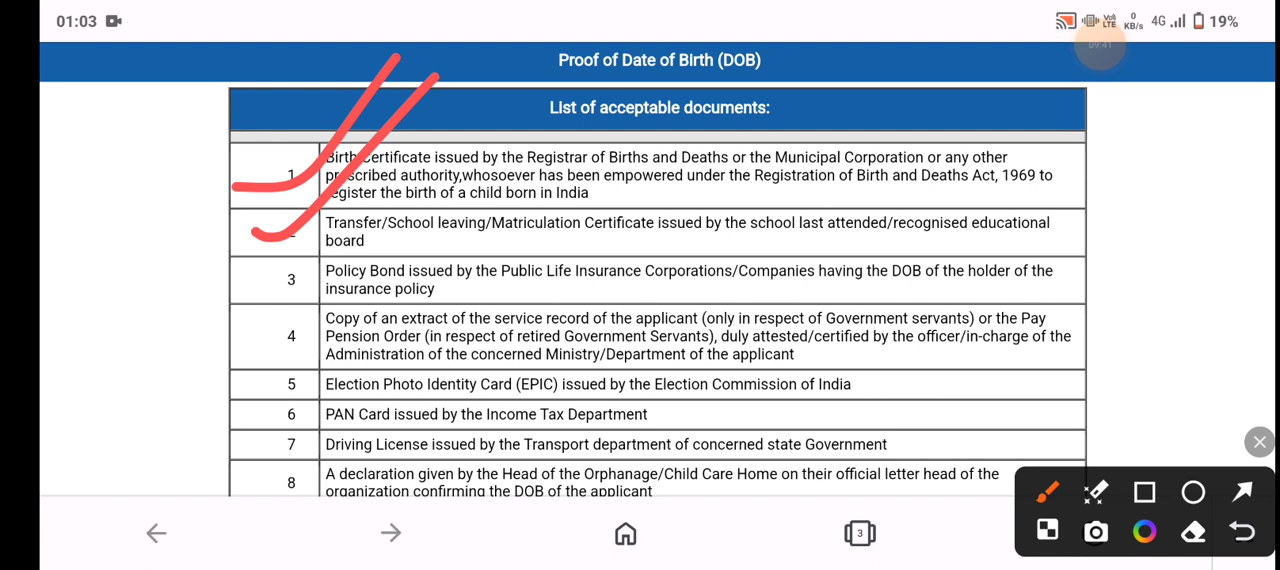 01:03
Vo)
LTE
0
KB/s
4G
19%
09:41
Proof of Date of Birth (DOB)
List of acceptable documents:
1 Birth Certificate issued by the Registrar of Births and Deaths or the Municipal Corporation or any other
prescribed authority,whosoever has been empowered under the Registration of Birth and Deaths Act, 1969 to
register the birth of a child born in India
2 Transfer/School leaving/Matriculation Certificate issued by the school last attended/recognised educational
board
3 Policy Bond issued by the Public Life Insurance Corporations/Companies having the DOB of the holder of the
insurance policy
4 Copy of an extract of the service record of the applicant (only in respect of Government servants) or the Pay
Pension Order (in respect of retired Government Servants), duly attested/certified by the officer/in-charge of the
Administration of the concerned Ministry/Department of the applicant
5 Election Photo Identity Card (EPIC) issued by the Election Commission of India
6 PAN Card issued by the Income Tax Department
7 Driving License issued by the Transport department of concerned state Government
8 A declaration given by the Head of the Orphanage/Child Care Home on their official letter head of the
organization confirming the DOB of the applicant
3